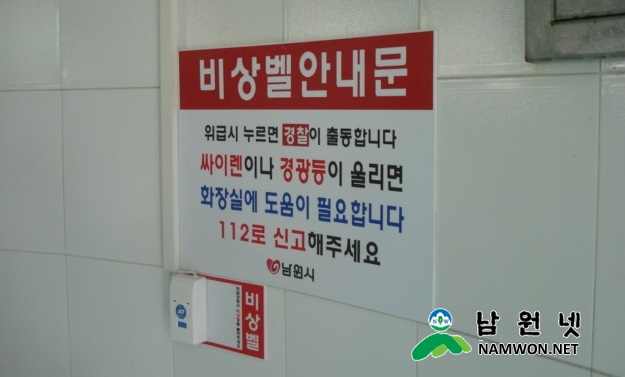 비상벨안내문
위급시 누르면 경찰이 출동합니다
싸이렌이나 경광등이 울리면
화장실에 도움이 필요합니다
112로 신고해주세요
남원시
비상벨
남원넷
NAMWON.NET